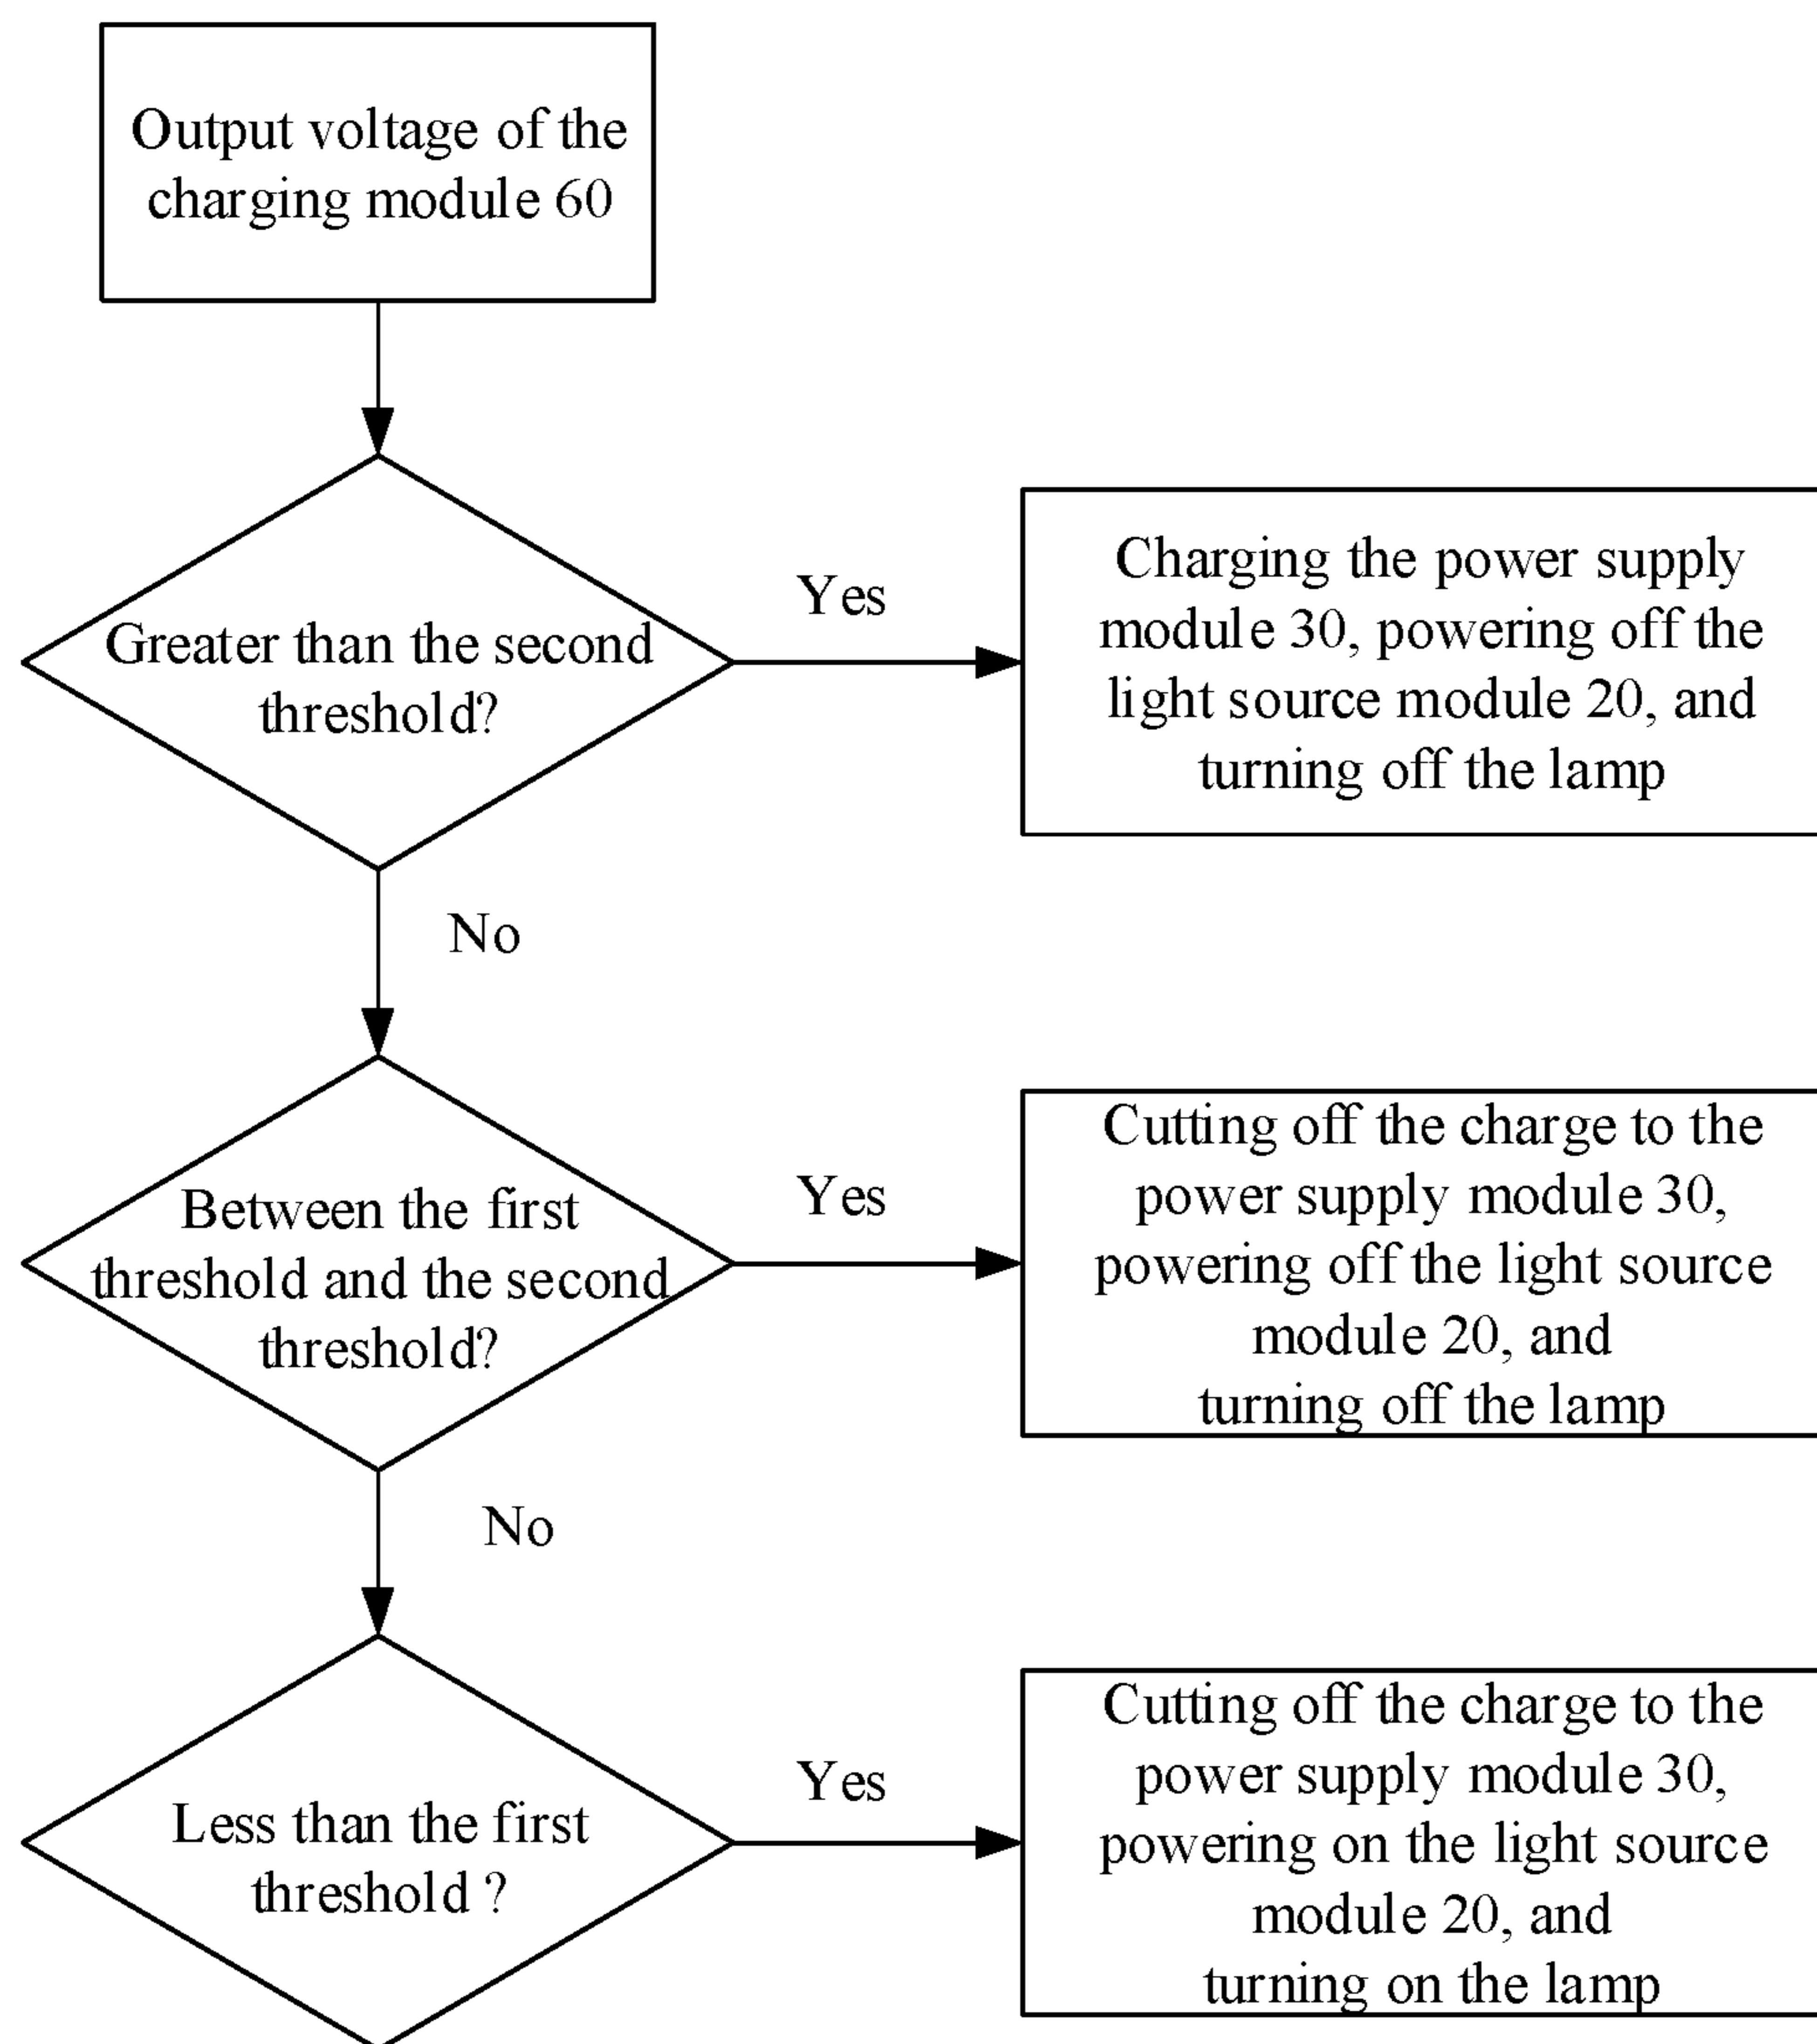 Output voltage of the
charging module 60
Greater than the second
threshold?
Yes
Charging the power supply
module 30, powering off the
light source module 20, and
turning off the lamp
No
Between the first
threshold and the second
threshold?
Yes
Cutting off the charge to the
power supply module 30,
powering off the light source
module 20, and
turning off the lamp
No
Less than the first
threshold ?
Yes
Cutting off the charge to the
power supply module 30,
powering on the light source
module 20, and
turning on the lamp